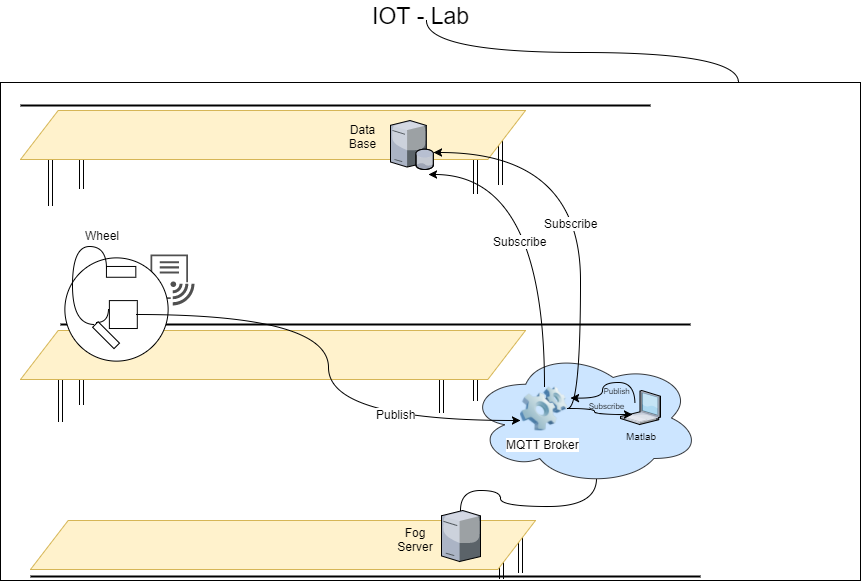 IOT - Lab
Data
Base
Wheel
Subscribe
Subscribe
Publish
Publish
Subscribe
Matlab
MQTT Broker
Fog
Server